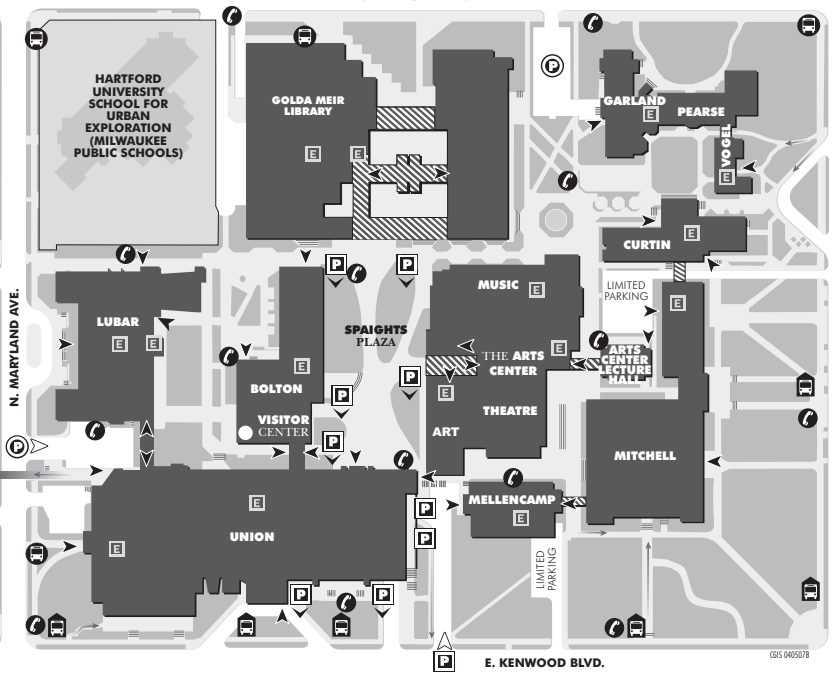 HARTFORD
UNIVERSITY
SCHOOL FOR
URBAN
EXPLORATION
(MILWAUKEE
PUBLIC SCHOOLS)
GOLDA MEIR
LIBRARY
E
E
P
GARLAND
E
PEARSE
VOGEL
E
CURTIN
E
N. MARYLAND AVE.
LUBAR
E
E
P
P
SPAIGHTS
PLAZA
BOLTON
E
VISITOR
CENTER
P
P
P
MUSIC
E
THE ARTS
CENTER
E
E
THEATRE
ART
LIMITED
PARKING
E
ARTS
CENTER
LECTURE
HALL
MITCHELL
P
UNION
E
E
P
P
MELLENCAMP
E
LIMITED
PARKING
P
P
P
E. KENWOOD BLVD.
CGIS 040507B